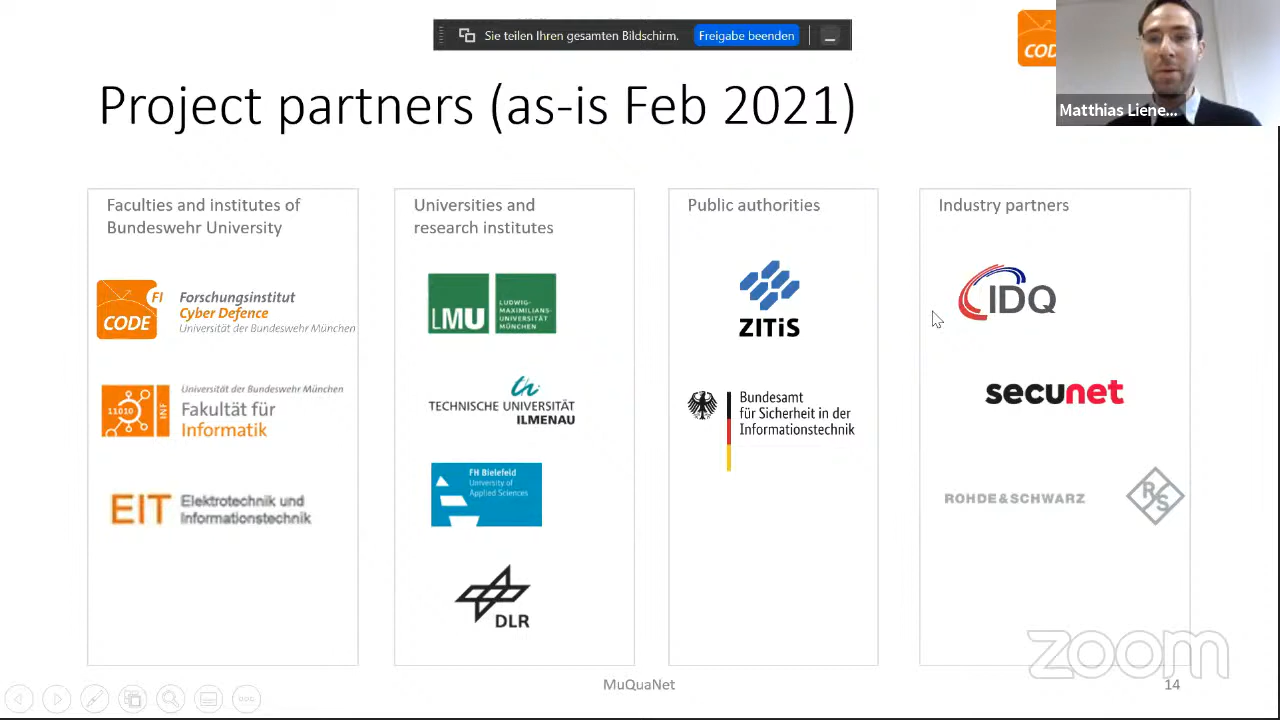 Sie teilen Ihren gesamten Bildschirm.
Freigabe beenden
COD
Matthias Liene...
Project partners (as-is Feb 2021)
Faculties and institutes of
Bundeswehr University
FI
CODE
Forschungsinstitut
Cyber Defence
Universität der Bundeswehr München
11010
INF
Universität der Bundeswehr München
Fakultät für
Informatik
EIT
Elektrotechnik und
Informationstechnik
Universities and
research institutes
LMU
LUDWIG-
MAXIMILIANS-
UNIVERSITÄT
MÜNCHEN
th
TECHNISCHE UNIVERSITÄT
ILMENAU
FH Bielefeld
University of
Applied Sciences
DLR
Public authorities
ZITiS
Bundesamt
für Sicherheit in der
Informationstechnik
Industry partners
IDQ
secunet
ROHDE&SCHWARZ
R
S
zoom
MuQuaNet
14